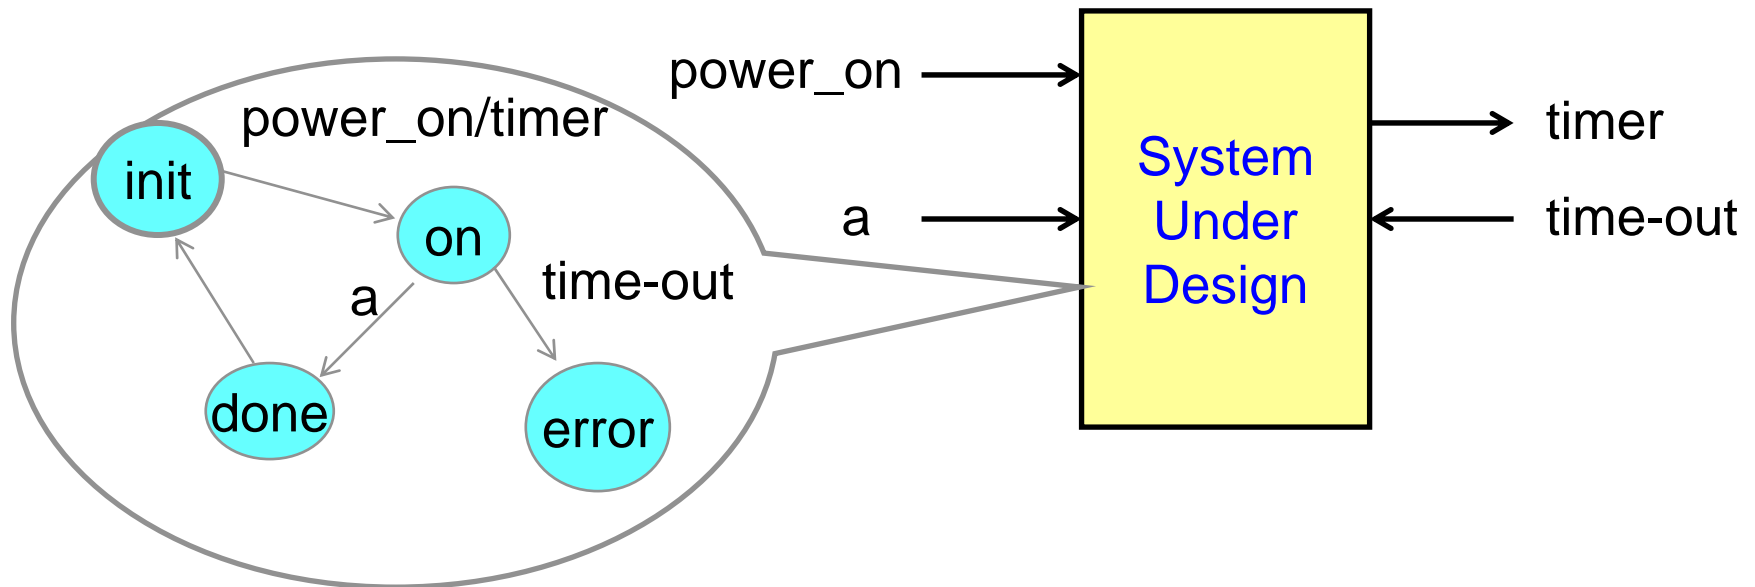 power_on/timer
init
on
time-out
a
done
error
power_on
a
System
Under
Design
timer
time-out